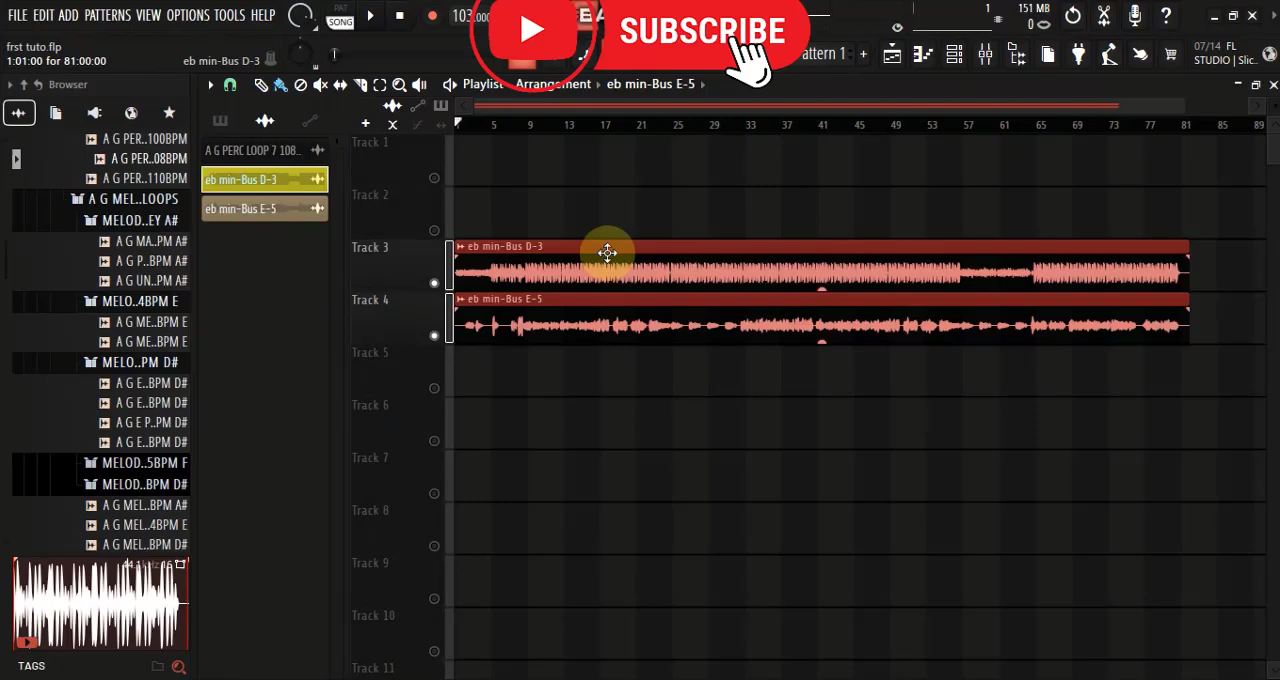 FILE EDIT ADD PATTERNS VIEW OPTIONS TOOLS HELP
PAT
SONG
103.000
SUBSCRIBE
1
151 MB
0
frst tuto.flp
1:01:00 for 81:00:00
eb min-Bus D-3
Pattern 1
07/14 FL
STUDIO | Slic..
Browser
Playlist Arrangement › eb min-Bus E-5 ›
5 9 13 17 21 25 29 33 37 41 45 49 53 57 61 65 69 73 77 81 85 89
A G PER..100BPM
A G PER..08BPM
A G PER..110BPM
A G MEL..LOOPS
MELOD..EY A#
A G MA..PM A#
A G P..BPM A#
A G UN..PM A#
MELO..4BPM E
A G ME..BPM E
A G ME..BPM E
MELO...PM D#
A G E..BPM D#
A G E..BPM D#
A G E P...PM D#
A G E..BPM D#
MELOD..5BPM F
MELOD..BPM D#
A G MEL..BPM A#
A G MEL..4BPM E
A G MEL..BPM D#
TAGS
A G PERC LOOP 7 108...
eb min-Bus D-3
eb min-Bus E-5
Track 1
Track 2
Track 3
eb min-Bus D-3
Track 4
eb min-Bus E-5
Track 5
Track 6
Track 7
Track 8
Track 9
Track 10
Track 11